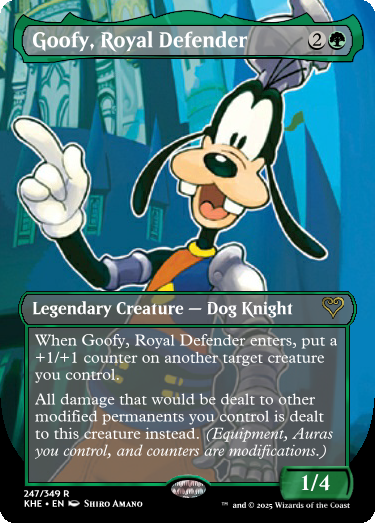 Goofy, Royal Defender 2
Legendary Creature — Dog Knight
When Goofy, Royal Defender enters, put a
+1/+1 counter on another target creature
you control.
All damage that would be dealt to other
modified permanents you control is dealt
to this creature instead. (Equipment, Auras
you control, and counters are modifications.)
1/4
247/349 R
KHE • EN Shiro Amano
™ and © 2025 Wizards of the Coast